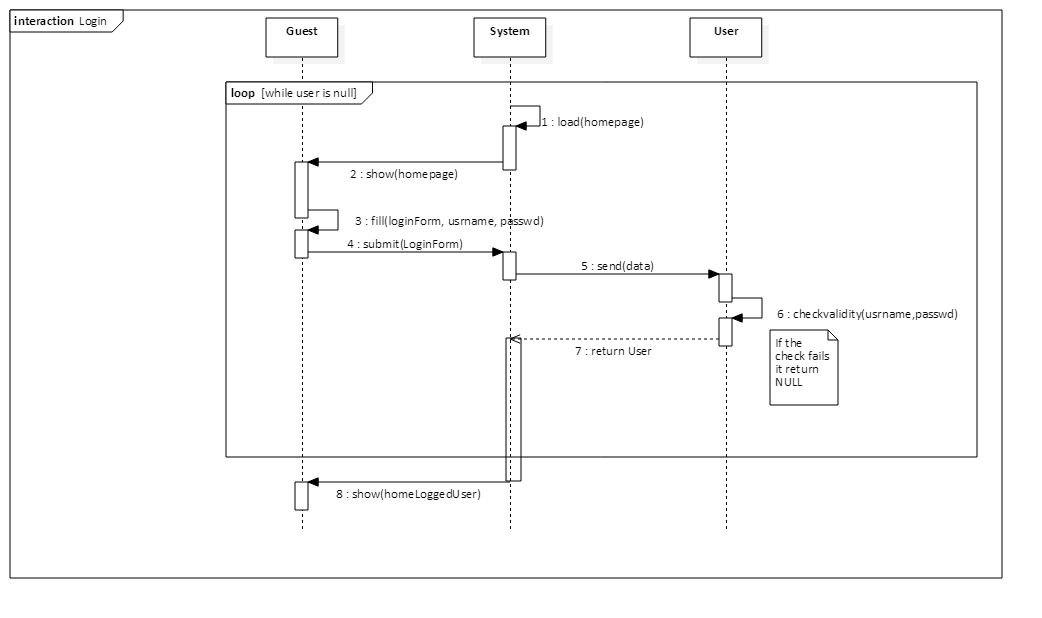 interaction Login
Guest
System
User
loop [while user is null]
1 : load(homepage)
2 : show(homepage)
3 : fill(loginForm, usrname, passwd)
4 : submit(LoginForm)
5 : send(data)
6 : checkvalidity(usrname,passwd)
If the
check fails
it return
NULL
7 : return User
8 : show(homeLoggedUser)